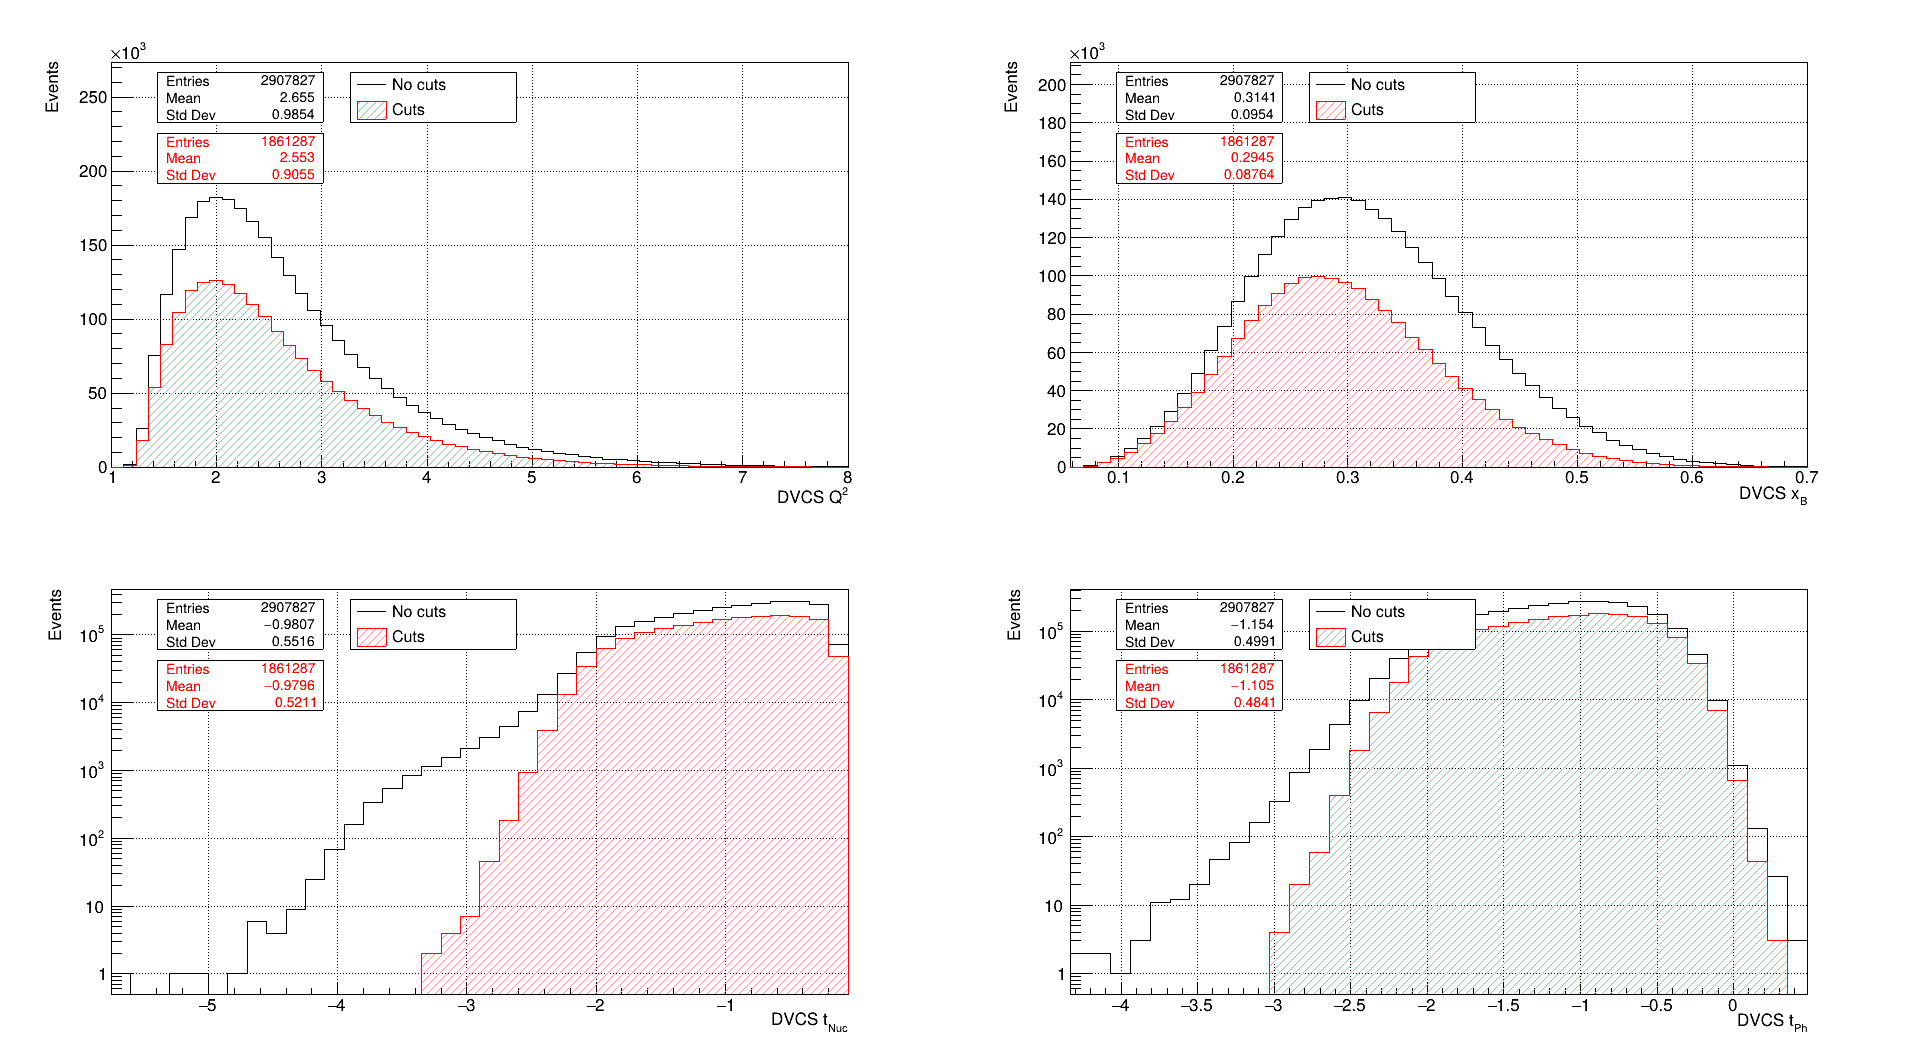 ×10³
Events
Entries 2907827
Mean 2.655
Std Dev 0.9854
Entries 1861287
Mean 2.553
Std Dev 0.9055
No cuts
Cuts
250
200
150
100
50
0
1 2 3 4 5 6 7 8
DVCS Q²
×10³
Events
Entries 2907827
Mean 0.3141
Std Dev 0.0954
Entries 1861287
Mean 0.2945
Std Dev 0.08764
No cuts
Cuts
200
180
160
140
120
100
80
60
40
20
0
0.1 0.2 0.3 0.4 0.5 0.6 0.7
DVCS x_B
Events
Entries 2907827
Mean −0.9807
Std Dev 0.5516
Entries 1861287
Mean −0.9796
Std Dev 0.5211
No cuts
Cuts
10⁵
10⁴
10³
10²
10
1
−5 −4 −3 −2 −1
DVCS t_Nuc
Events
Entries 2907827
Mean −1.154
Std Dev 0.4991
Entries 1861287
Mean −1.105
Std Dev 0.4841
No cuts
Cuts
10⁵
10⁴
10³
10²
10
1
−4 −3.5 −3 −2.5 −2 −1.5 −1 −0.5 0
DVCS t_Ph